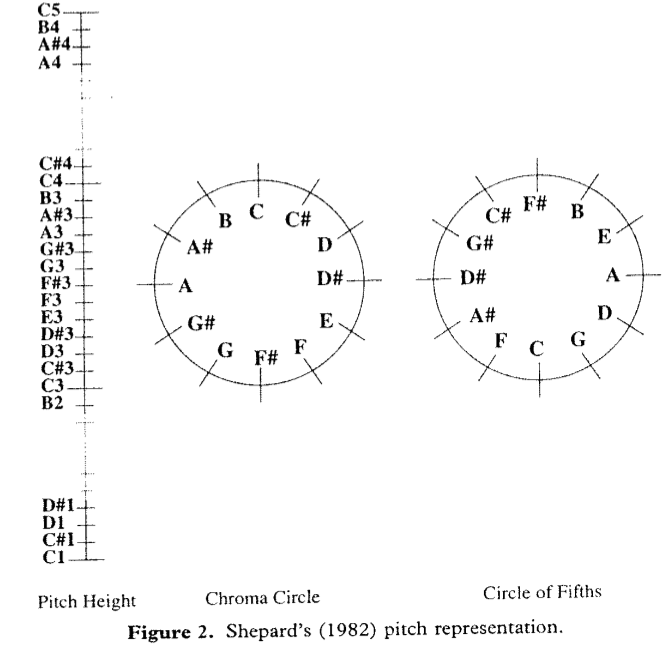 C5
B4
A#4
A4
C#4
C4
B3
A#3
A3
G#3
G3
F#3
F3
E3
D#3
D3
C#3
C3
B2
D#1
D1
C#1
C1
C
C#
D
D#
E
F
F#
G
G#
A
A#
B
F#
B
E
A
D
G
C
F
A#
D#
G#
C#
Pitch Height
Chroma Circle
Circle of Fifths
Figure 2. Shepard's (1982) pitch representation.